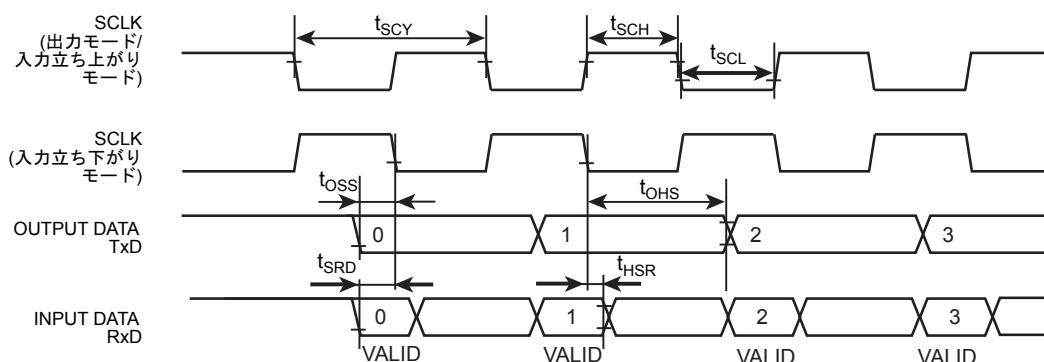 SCLK
(出力モード/
入力立ち上がり
モード)
tSCY
tSCH
tSCL
SCLK
(入力立ち下がり
モード)
tOSS
tOHS
OUTPUT DATA
TxD
0
1
2
3
tSRD
tHSR
INPUT DATA
RxD
0
1
2
3
VALID
VALID
VALID
VALID